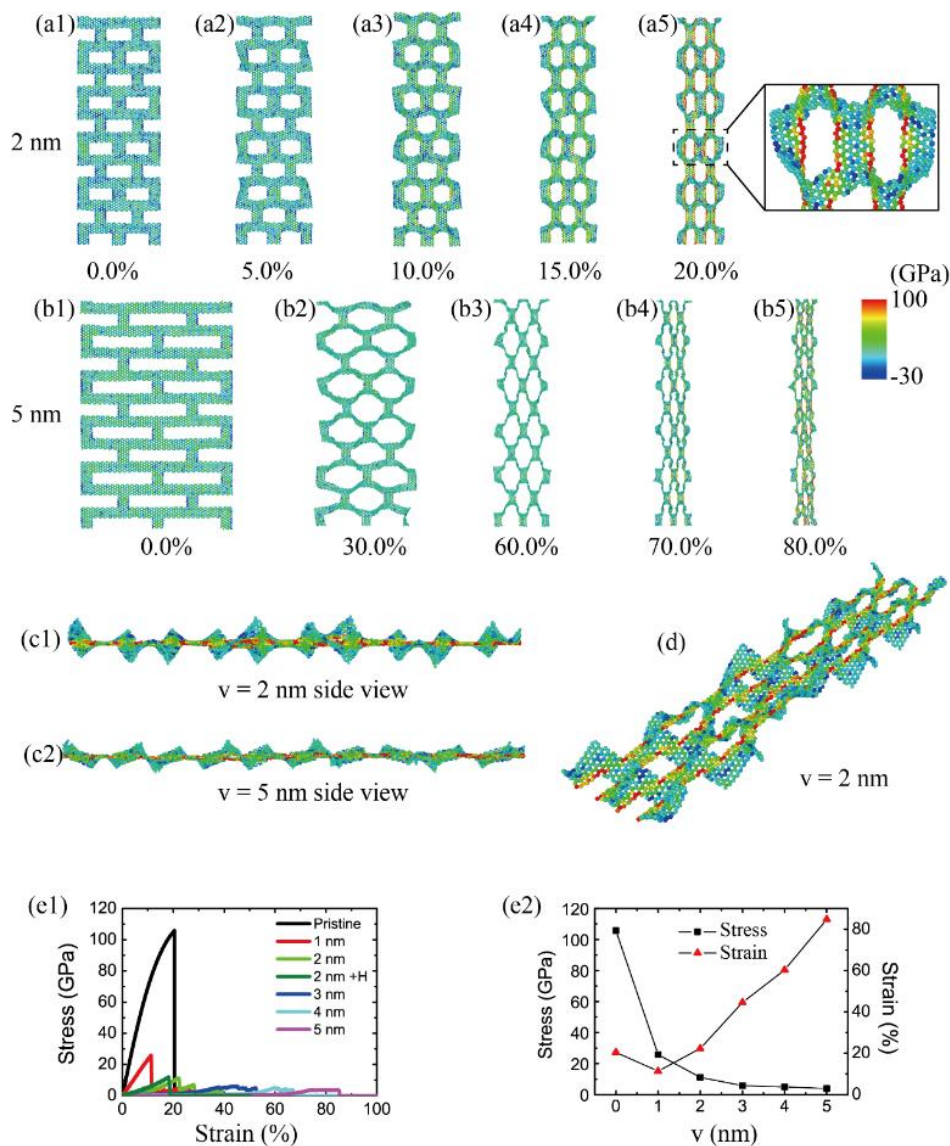 (a1) (a2) (a3) (a4) (a5)
2 nm
0.0% 5.0% 10.0% 15.0% 20.0%
(GPa)
100
-30
(b1) (b2) (b3) (b4) (b5)
5 nm
0.0% 30.0% 60.0% 70.0% 80.0%
(c1)
v = 2 nm side view
(c2)
v = 5 nm side view
(d)
v = 2 nm
(e1)
Stress (GPa)
120
100
80
60
40
20
0
Pristine
1 nm
2 nm
2 nm +H
3 nm
4 nm
5 nm
0 20 40 60 80 100
Strain (%)
(e2)
Stress (GPa)
120
100
80
60
40
20
0
Stress
Strain
80
60
40
20
0
Strain (%)
0 1 2 3 4 5
v (nm)